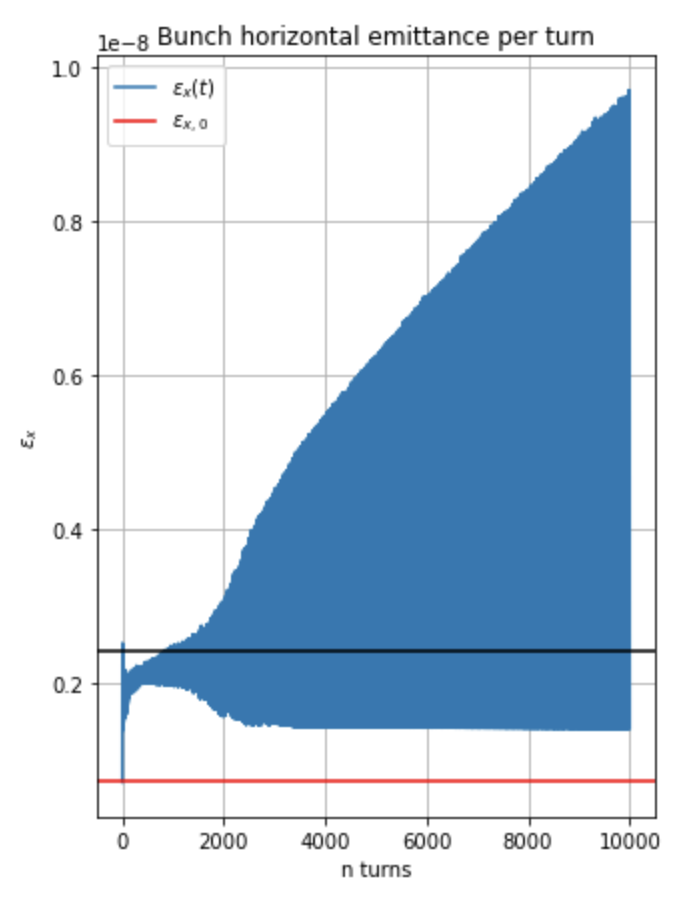 1e−8 Bunch horizontal emittance per turn
1.0
εx(t)
εx, 0
0.8
0.6
εx
0.4
0.2
0 2000 4000 6000 8000 10000
n turns